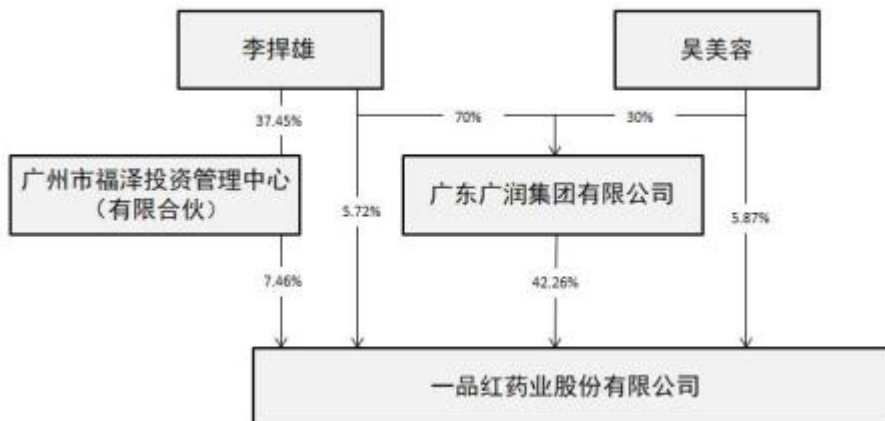 李捍雄
吴美容
37.45%
70%
30%
广州市福泽投资管理中心
（有限合伙）
广东广润集团有限公司
5.72%
5.87%
7.46%
42.26%
一品红药业股份有限公司